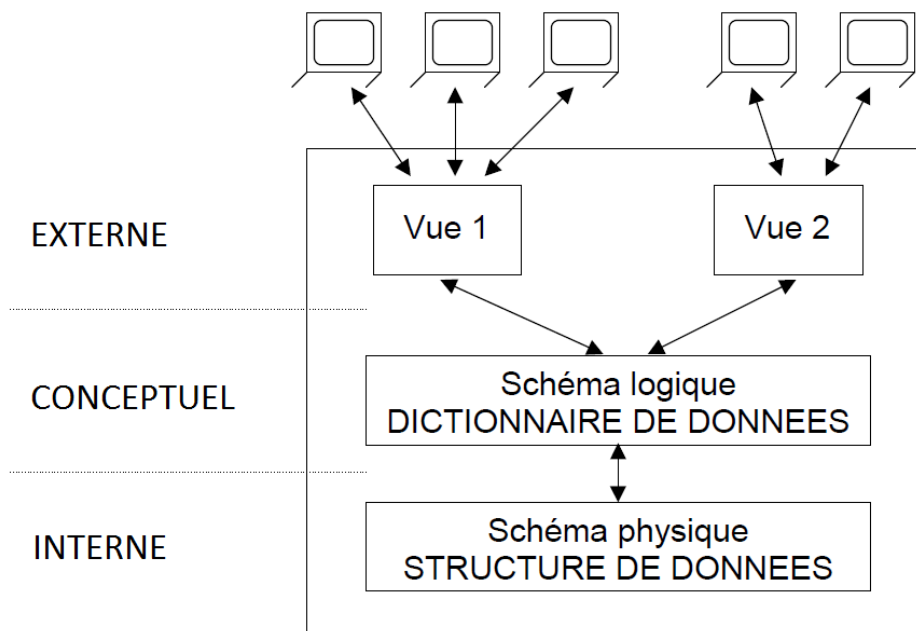 EXTERNE
Vue 1
Vue 2
CONCEPTUEL
Schéma logique
DICTIONNAIRE DE DONNEES
INTERNE
Schéma physique
STRUCTURE DE DONNEES